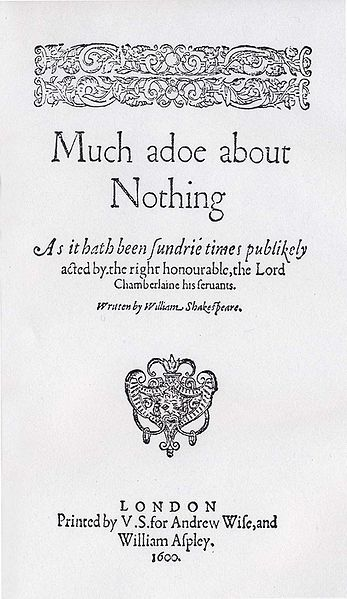 Much adoe about
Nothing
As it hath been ſundrie times publikely
acted by the right honourable, the Lord
Chamberlaine his ſeruants.
Written by William Shakeſpeare.
LONDON
Printed by V.S. for Andrew Wiſe, and
William Aſpley.
1600.